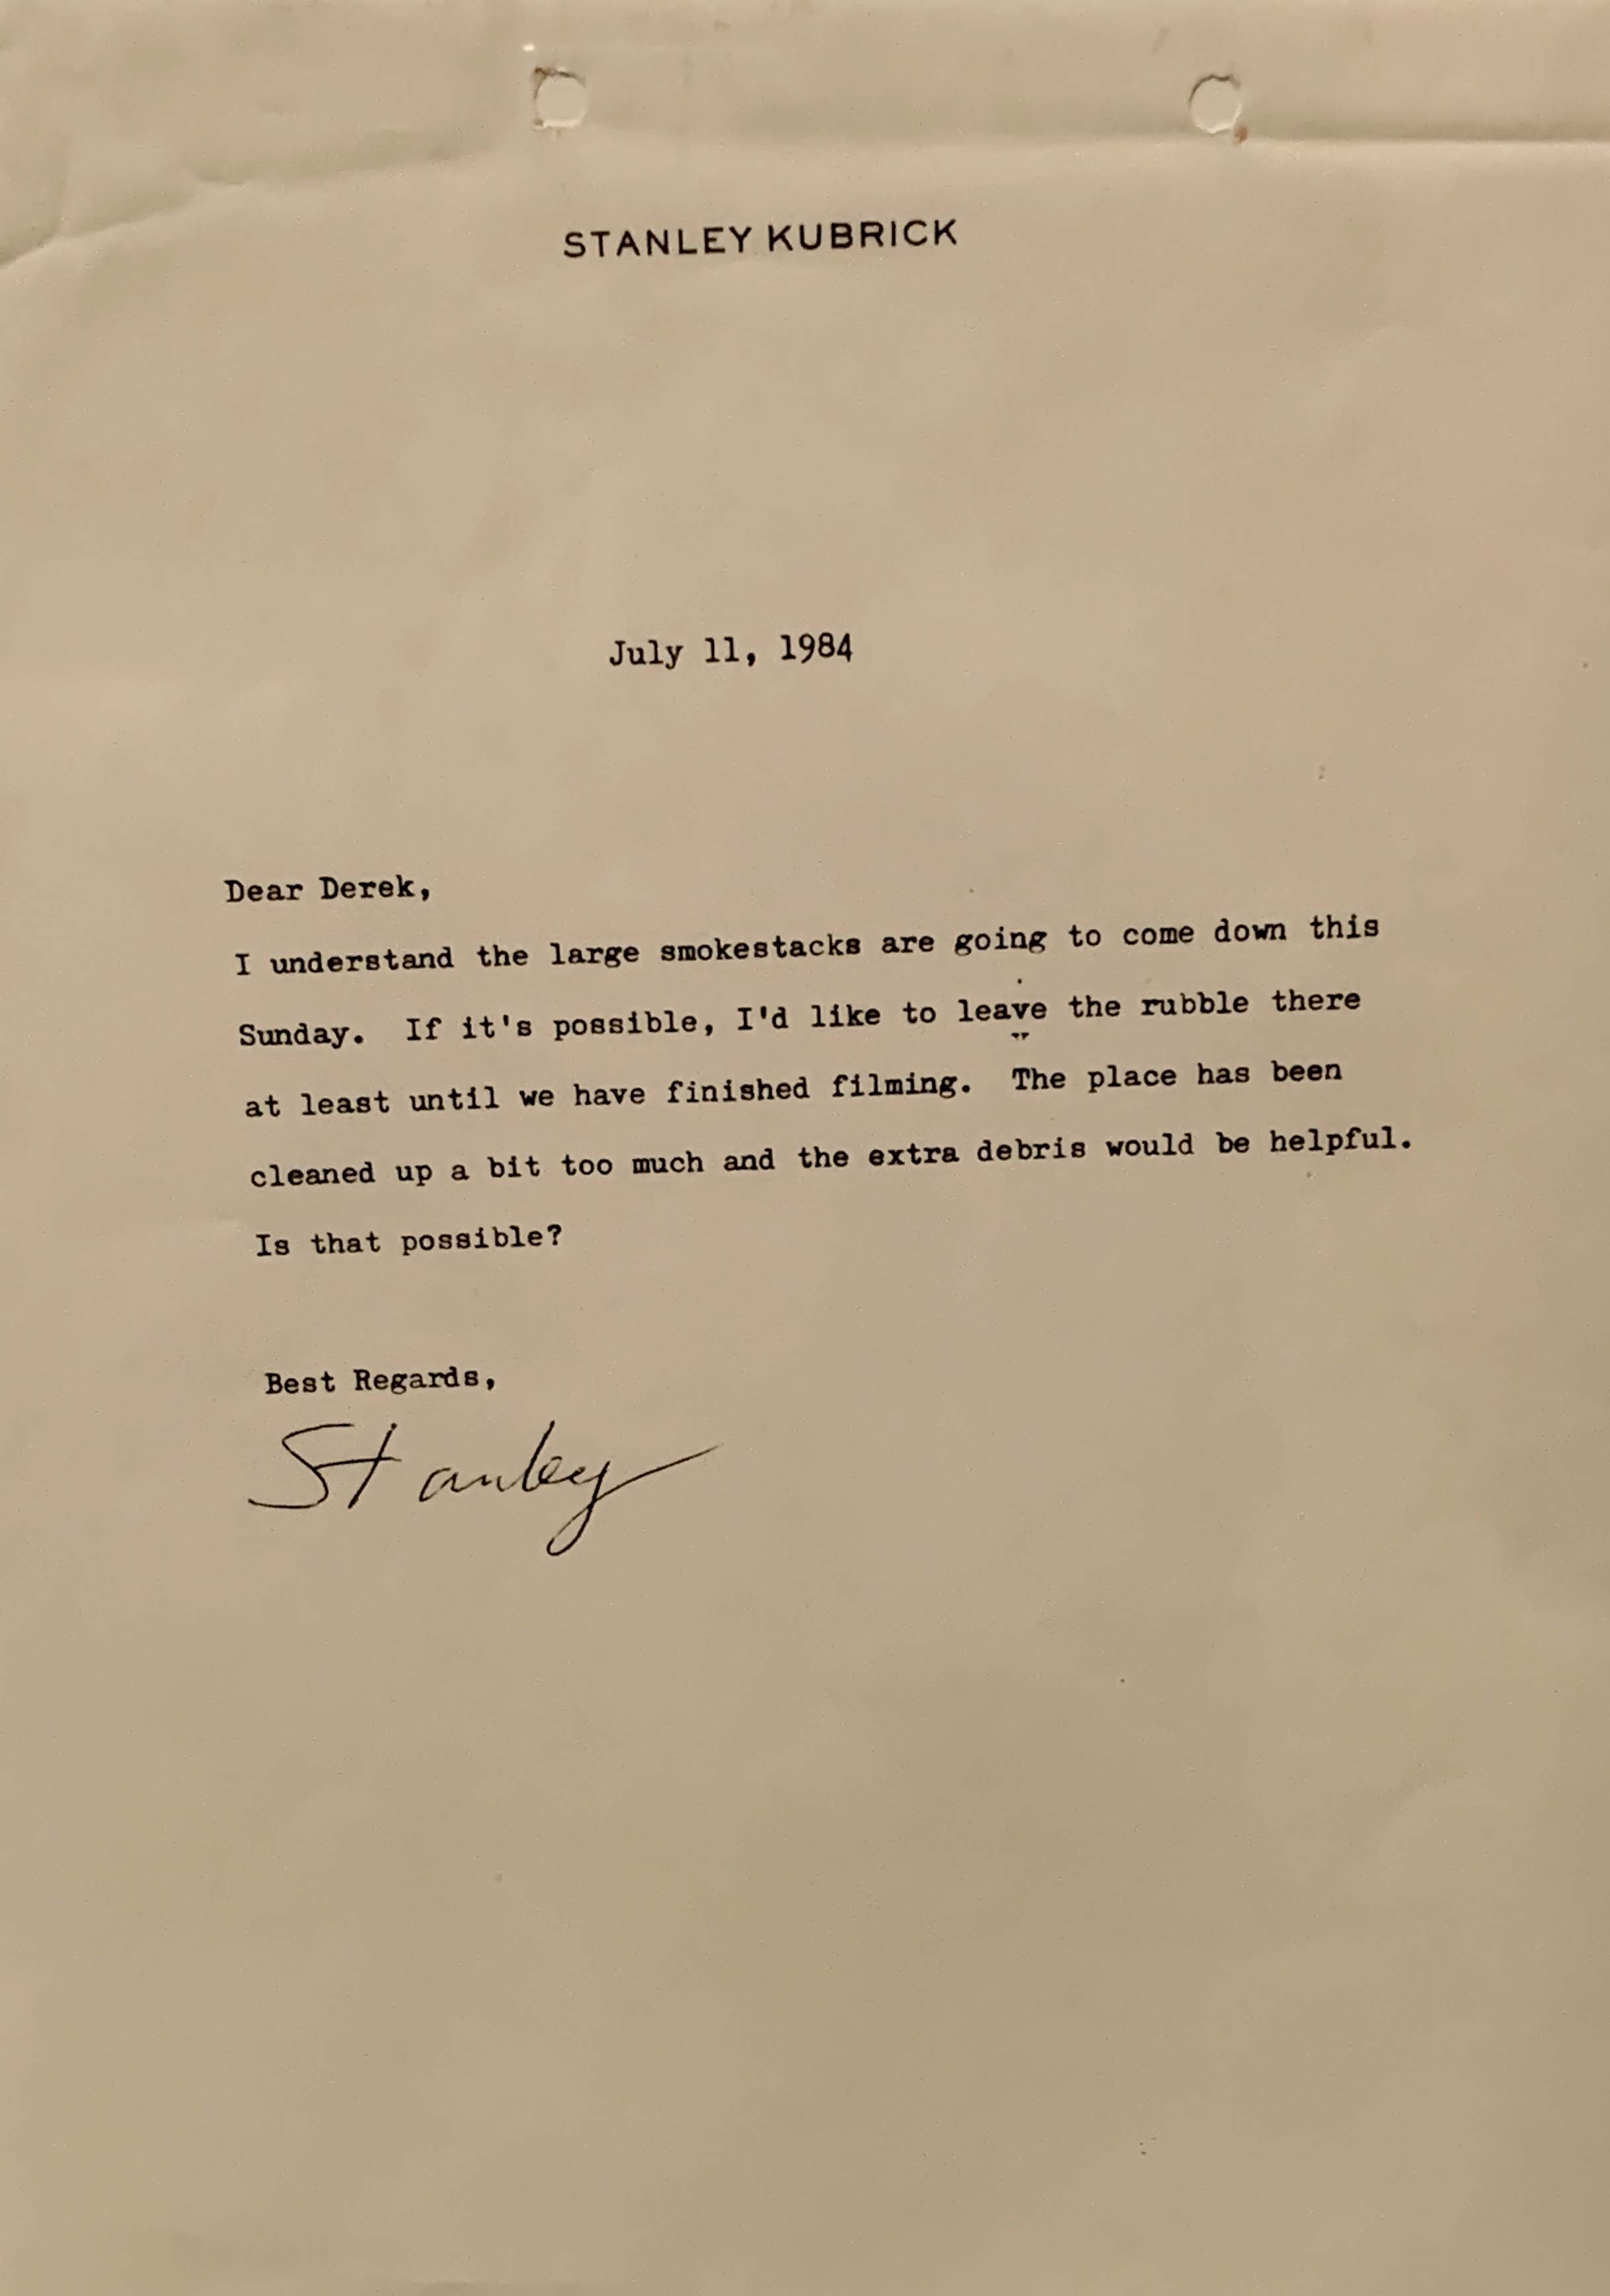 STANLEY KUBRICK
July 11, 1984
Dear Derek,
I understand the large smokestacks are going to come down this
Sunday. If it's possible, I'd like to leave the rubble there
at least until we have finished filming. The place has been
cleaned up a bit too much and the extra debris would be helpful.
Is that possible?
Best Regards,
Stanley